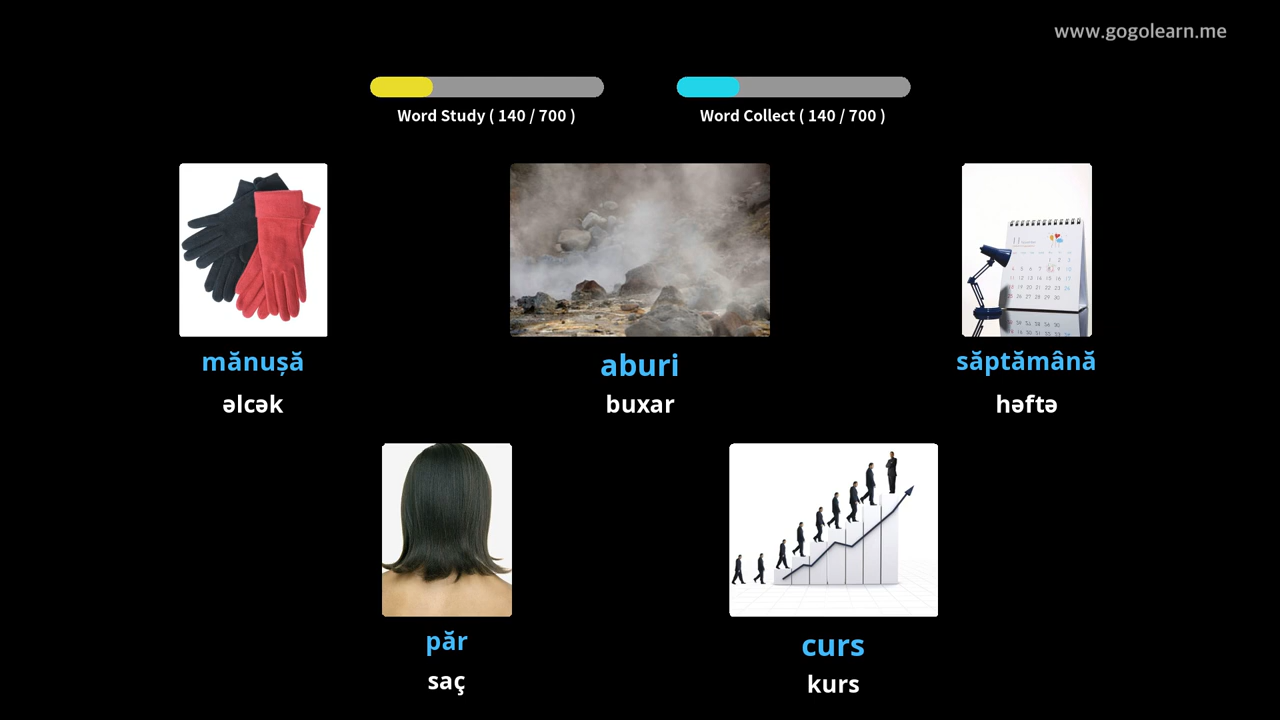 www.gogolearn.me
Word Study ( 140 / 700 )
Word Collect ( 140 / 700 )
mănușă
əlcək
aburi
buxar
săptămână
həftə
păr
saç
curs
kurs